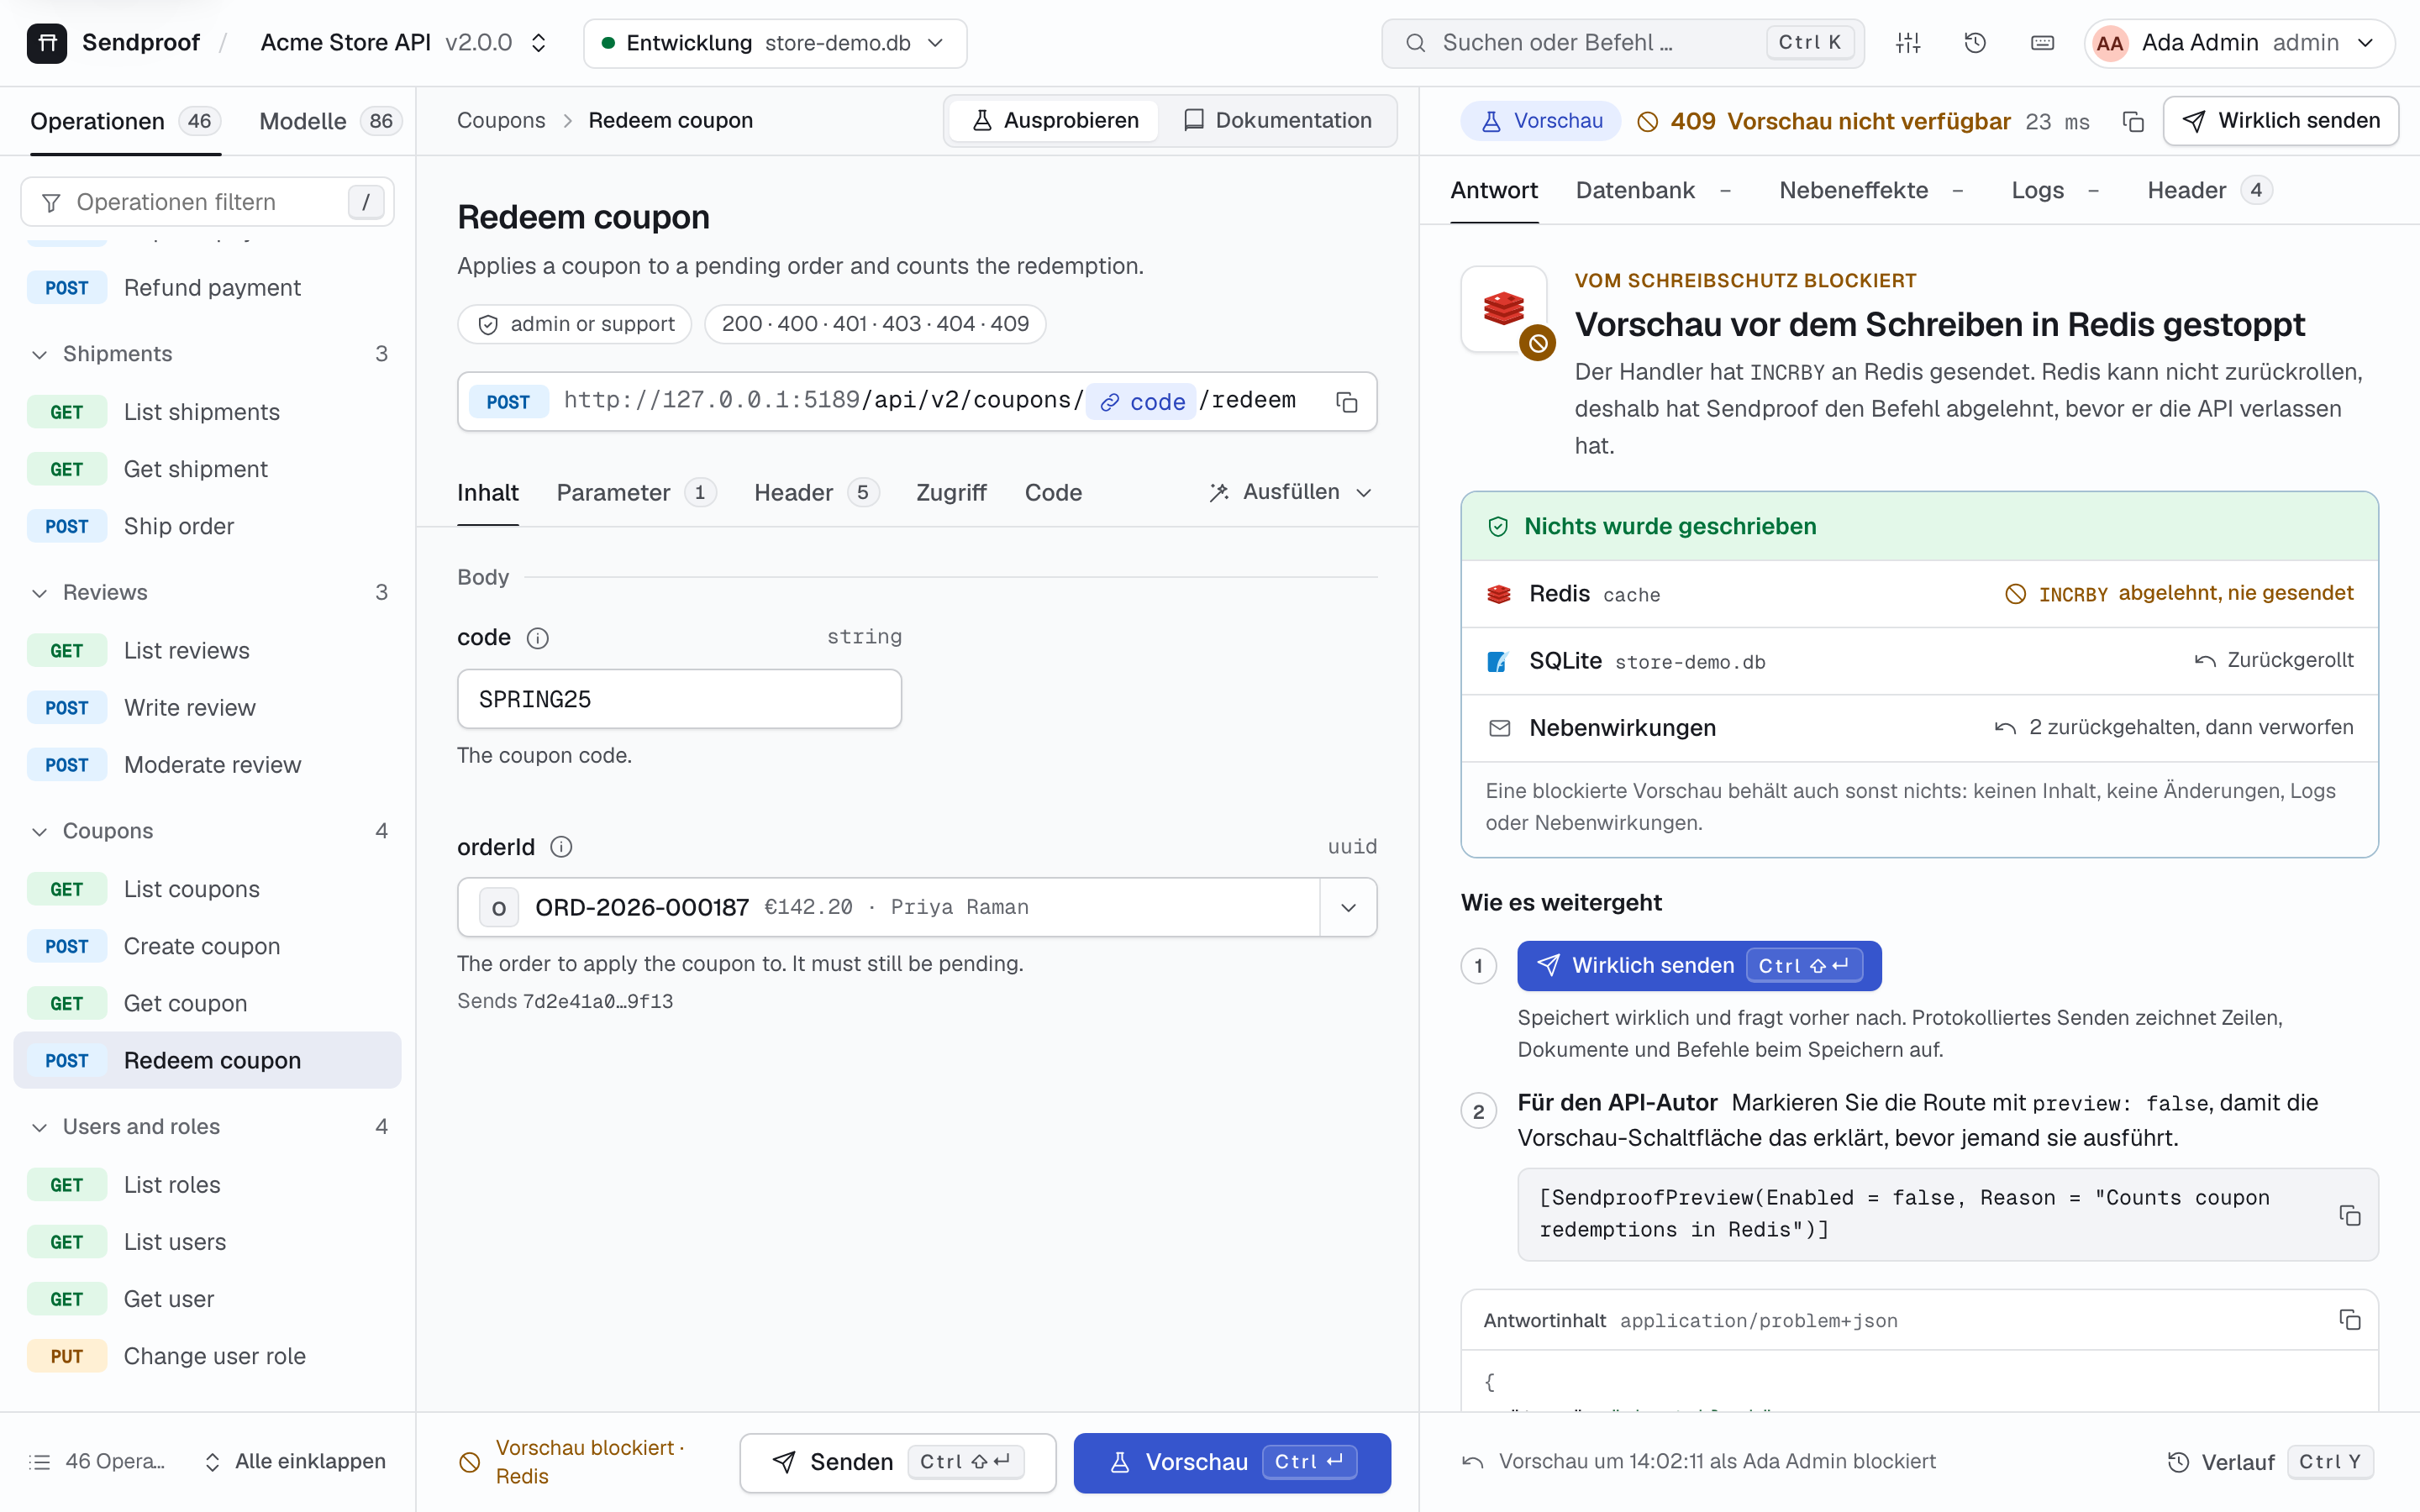 Sendproof / Acme Store API v2.0.0
Entwicklung store-demo.db
Suchen oder Befehl … Ctrl K
AA Ada Admin admin
Operationen 46 Modelle 86
Operationen filtern /
POST Refund payment
Shipments 3
GET List shipments
GET Get shipment
POST Ship order
Reviews 3
GET List reviews
POST Write review
POST Moderate review
Coupons 4
GET List coupons
POST Create coupon
GET Get coupon
POST Redeem coupon
Users and roles 4
GET List roles
GET List users
GET Get user
PUT Change user role
46 Opera… Alle einklappen
Coupons > Redeem coupon
Ausprobieren Dokumentation
Redeem coupon
Applies a coupon to a pending order and counts the redemption.
admin or support 200 · 400 · 401 · 403 · 404 · 409
POST http://127.0.0.1:5189/api/v2/coupons/ code /redeem
Inhalt Parameter 1 Header 5 Zugriff Code Ausfüllen
Body
code string
SPRING25
The coupon code.
orderId uuid
O ORD-2026-000187 €142.20 · Priya Raman
The order to apply the coupon to. It must still be pending.
Sends 7d2e41a0…9f13
Vorschau blockiert ·
Redis
Senden Ctrl ⇧ ↵
Vorschau Ctrl ↵
Vorschau 409 Vorschau nicht verfügbar 23 ms Wirklich senden
Antwort Datenbank – Nebeneffekte – Logs – Header 4
VOM SCHREIBSCHUTZ BLOCKIERT
Vorschau vor dem Schreiben in Redis gestoppt
Der Handler hat INCRBY an Redis gesendet. Redis kann nicht zurückrollen,
deshalb hat Sendproof den Befehl abgelehnt, bevor er die API verlassen
hat.
Nichts wurde geschrieben
Redis cache INCRBY abgelehnt, nie gesendet
SQLite store-demo.db Zurückgerollt
Nebenwirkungen 2 zurückgehalten, dann verworfen
Eine blockierte Vorschau behält auch sonst nichts: keinen Inhalt, keine Änderungen, Logs
oder Nebenwirkungen.
Wie es weitergeht
1 Wirklich senden Ctrl ⇧ ↵
Speichert wirklich und fragt vorher nach. Protokolliertes Senden zeichnet Zeilen,
Dokumente und Befehle beim Speichern auf.
2 Für den API-Autor Markieren Sie die Route mit preview: false, damit die
Vorschau-Schaltfläche das erklärt, bevor jemand sie ausführt.
[SendproofPreview(Enabled = false, Reason = "Counts coupon
redemptions in Redis")]
Antwortinhalt application/problem+json
{
Vorschau um 14:02:11 als Ada Admin blockiert
Verlauf Ctrl Y